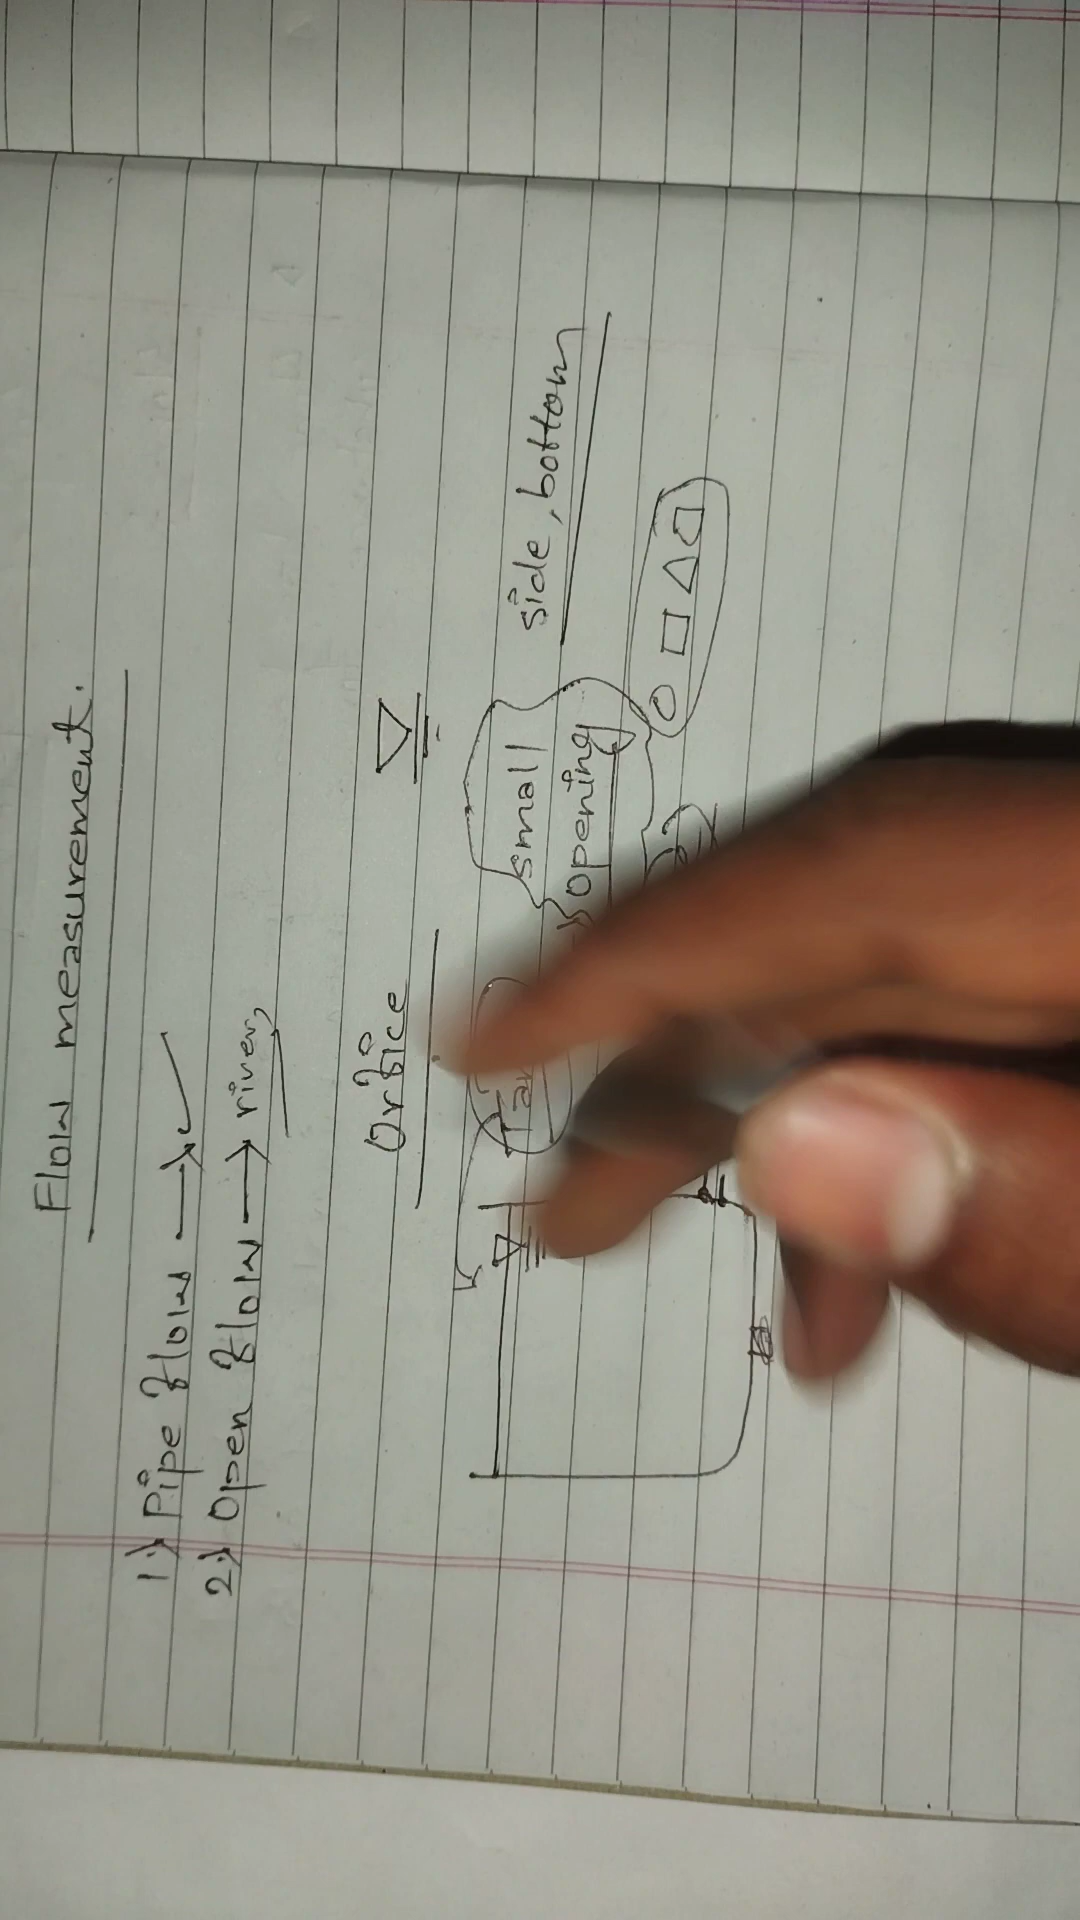 Flow measurement.
1) Pipe flow →
2) Open flow → river,
Orifice
small
opening
side, bottom